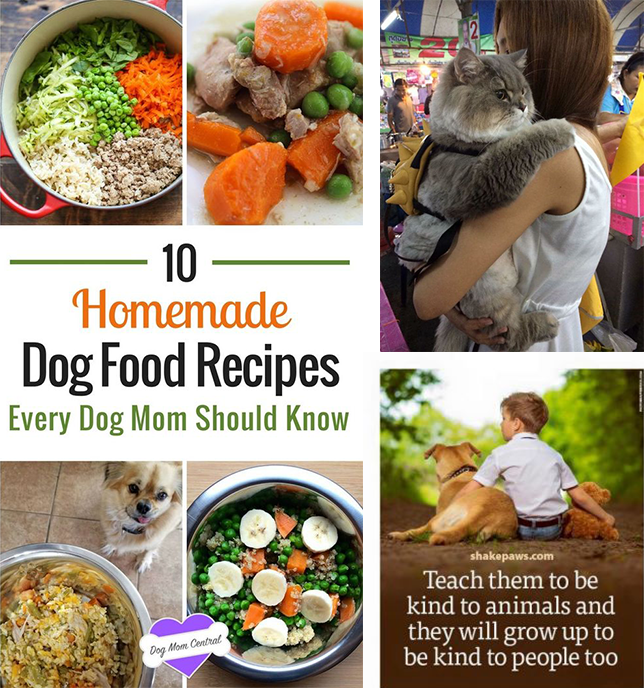 10
Homemade
Dog Food Recipes
Every Dog Mom Should Know
Dog Mom Central
2
shakepaws.com
Teach them to be
kind to animals and
they will grow up to
be kind to people too